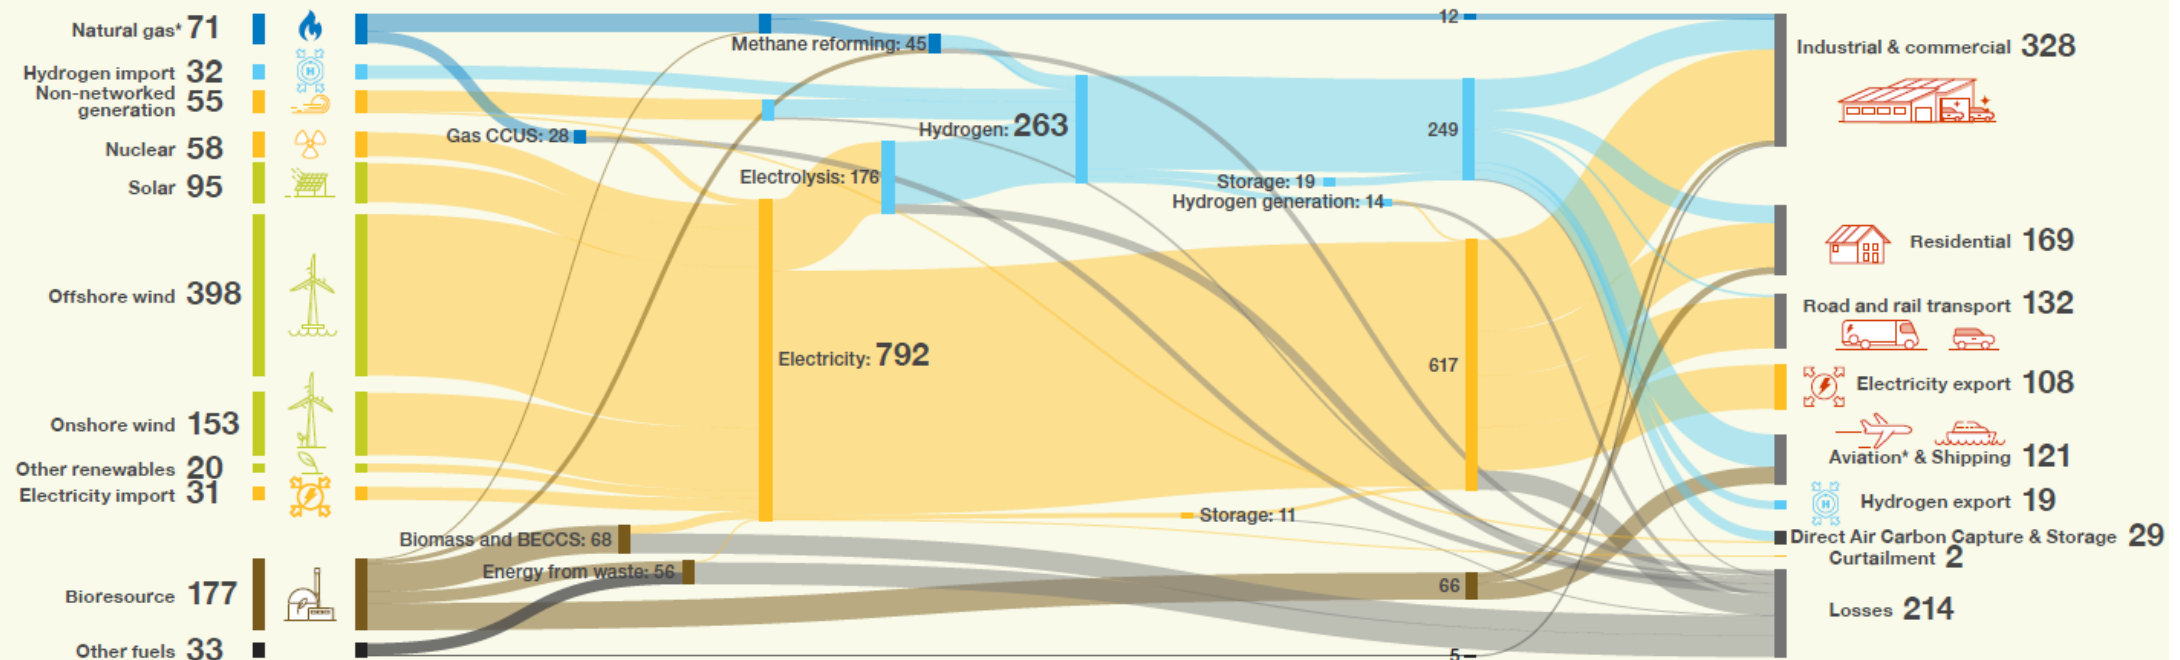 Natural gas* 71
Hydrogen import 32
Non-networked
generation 55
Nuclear 58
Solar 95
Offshore wind 398
Onshore wind 153
Other renewables 20
Electricity import 31
Bioresource 177
Other fuels 33
Methane reforming: 45
Gas CCUS: 28
Hydrogen: 263
Electrolysis: 176
Electricity: 792
Biomass and BECCS: 68
Energy from waste: 56
Storage: 19
Hydrogen generation: 14
Storage: 11
12
249
617
66
5
Industrial & commercial 328
Residential 169
Road and rail transport 132
Electricity export 108
Aviation* & Shipping 121
H
Hydrogen export 19
Direct Air Carbon Capture & Storage 29
Curtailment 2
Losses 214
H